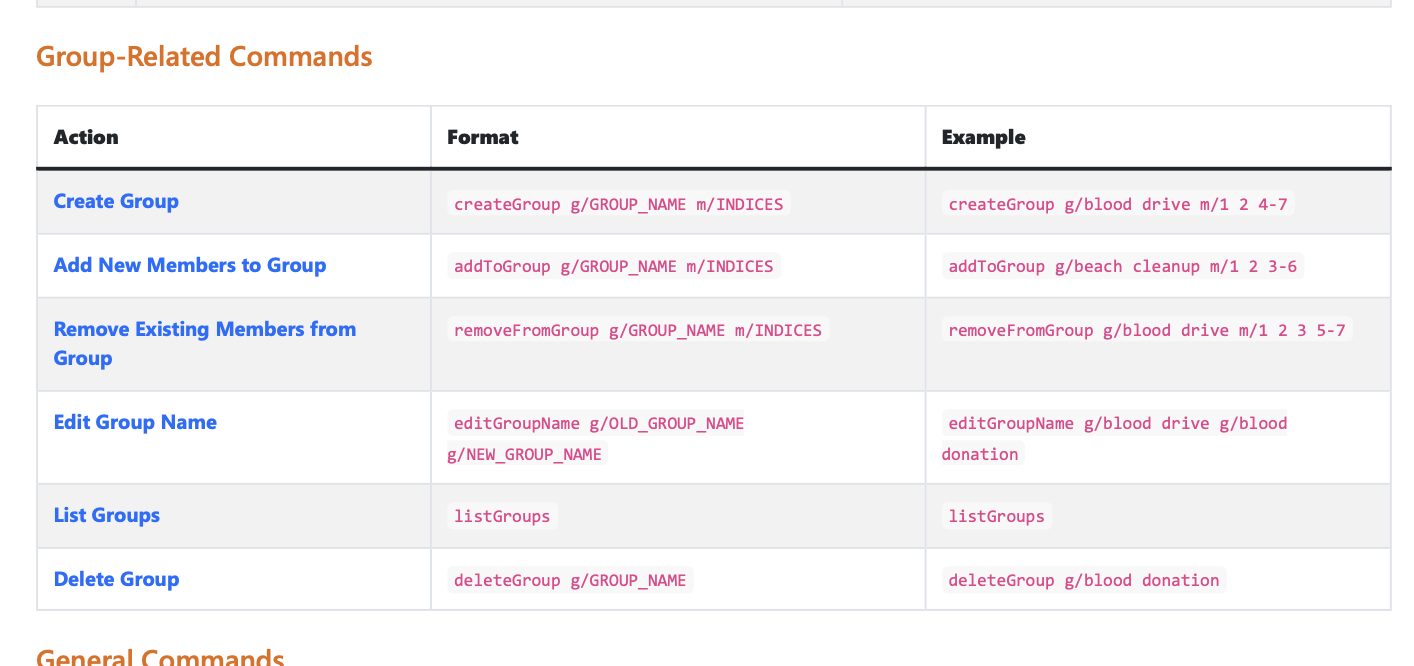 Group-Related Commands
Action Format Example
Create Group createGroup g/GROUP_NAME m/INDICES createGroup g/blood drive m/1 2 4-7
Add New Members to Group addToGroup g/GROUP_NAME m/INDICES addToGroup g/beach cleanup m/1 2 3-6
Remove Existing Members from removeFromGroup g/GROUP_NAME m/INDICES removeFromGroup g/blood drive m/1 2 3 5-7
Group
Edit Group Name editGroupName g/OLD_GROUP_NAME editGroupName g/blood drive g/blood
g/NEW_GROUP_NAME donation
List Groups listGroups listGroups
Delete Group deleteGroup g/GROUP_NAME deleteGroup g/blood donation
General Commands